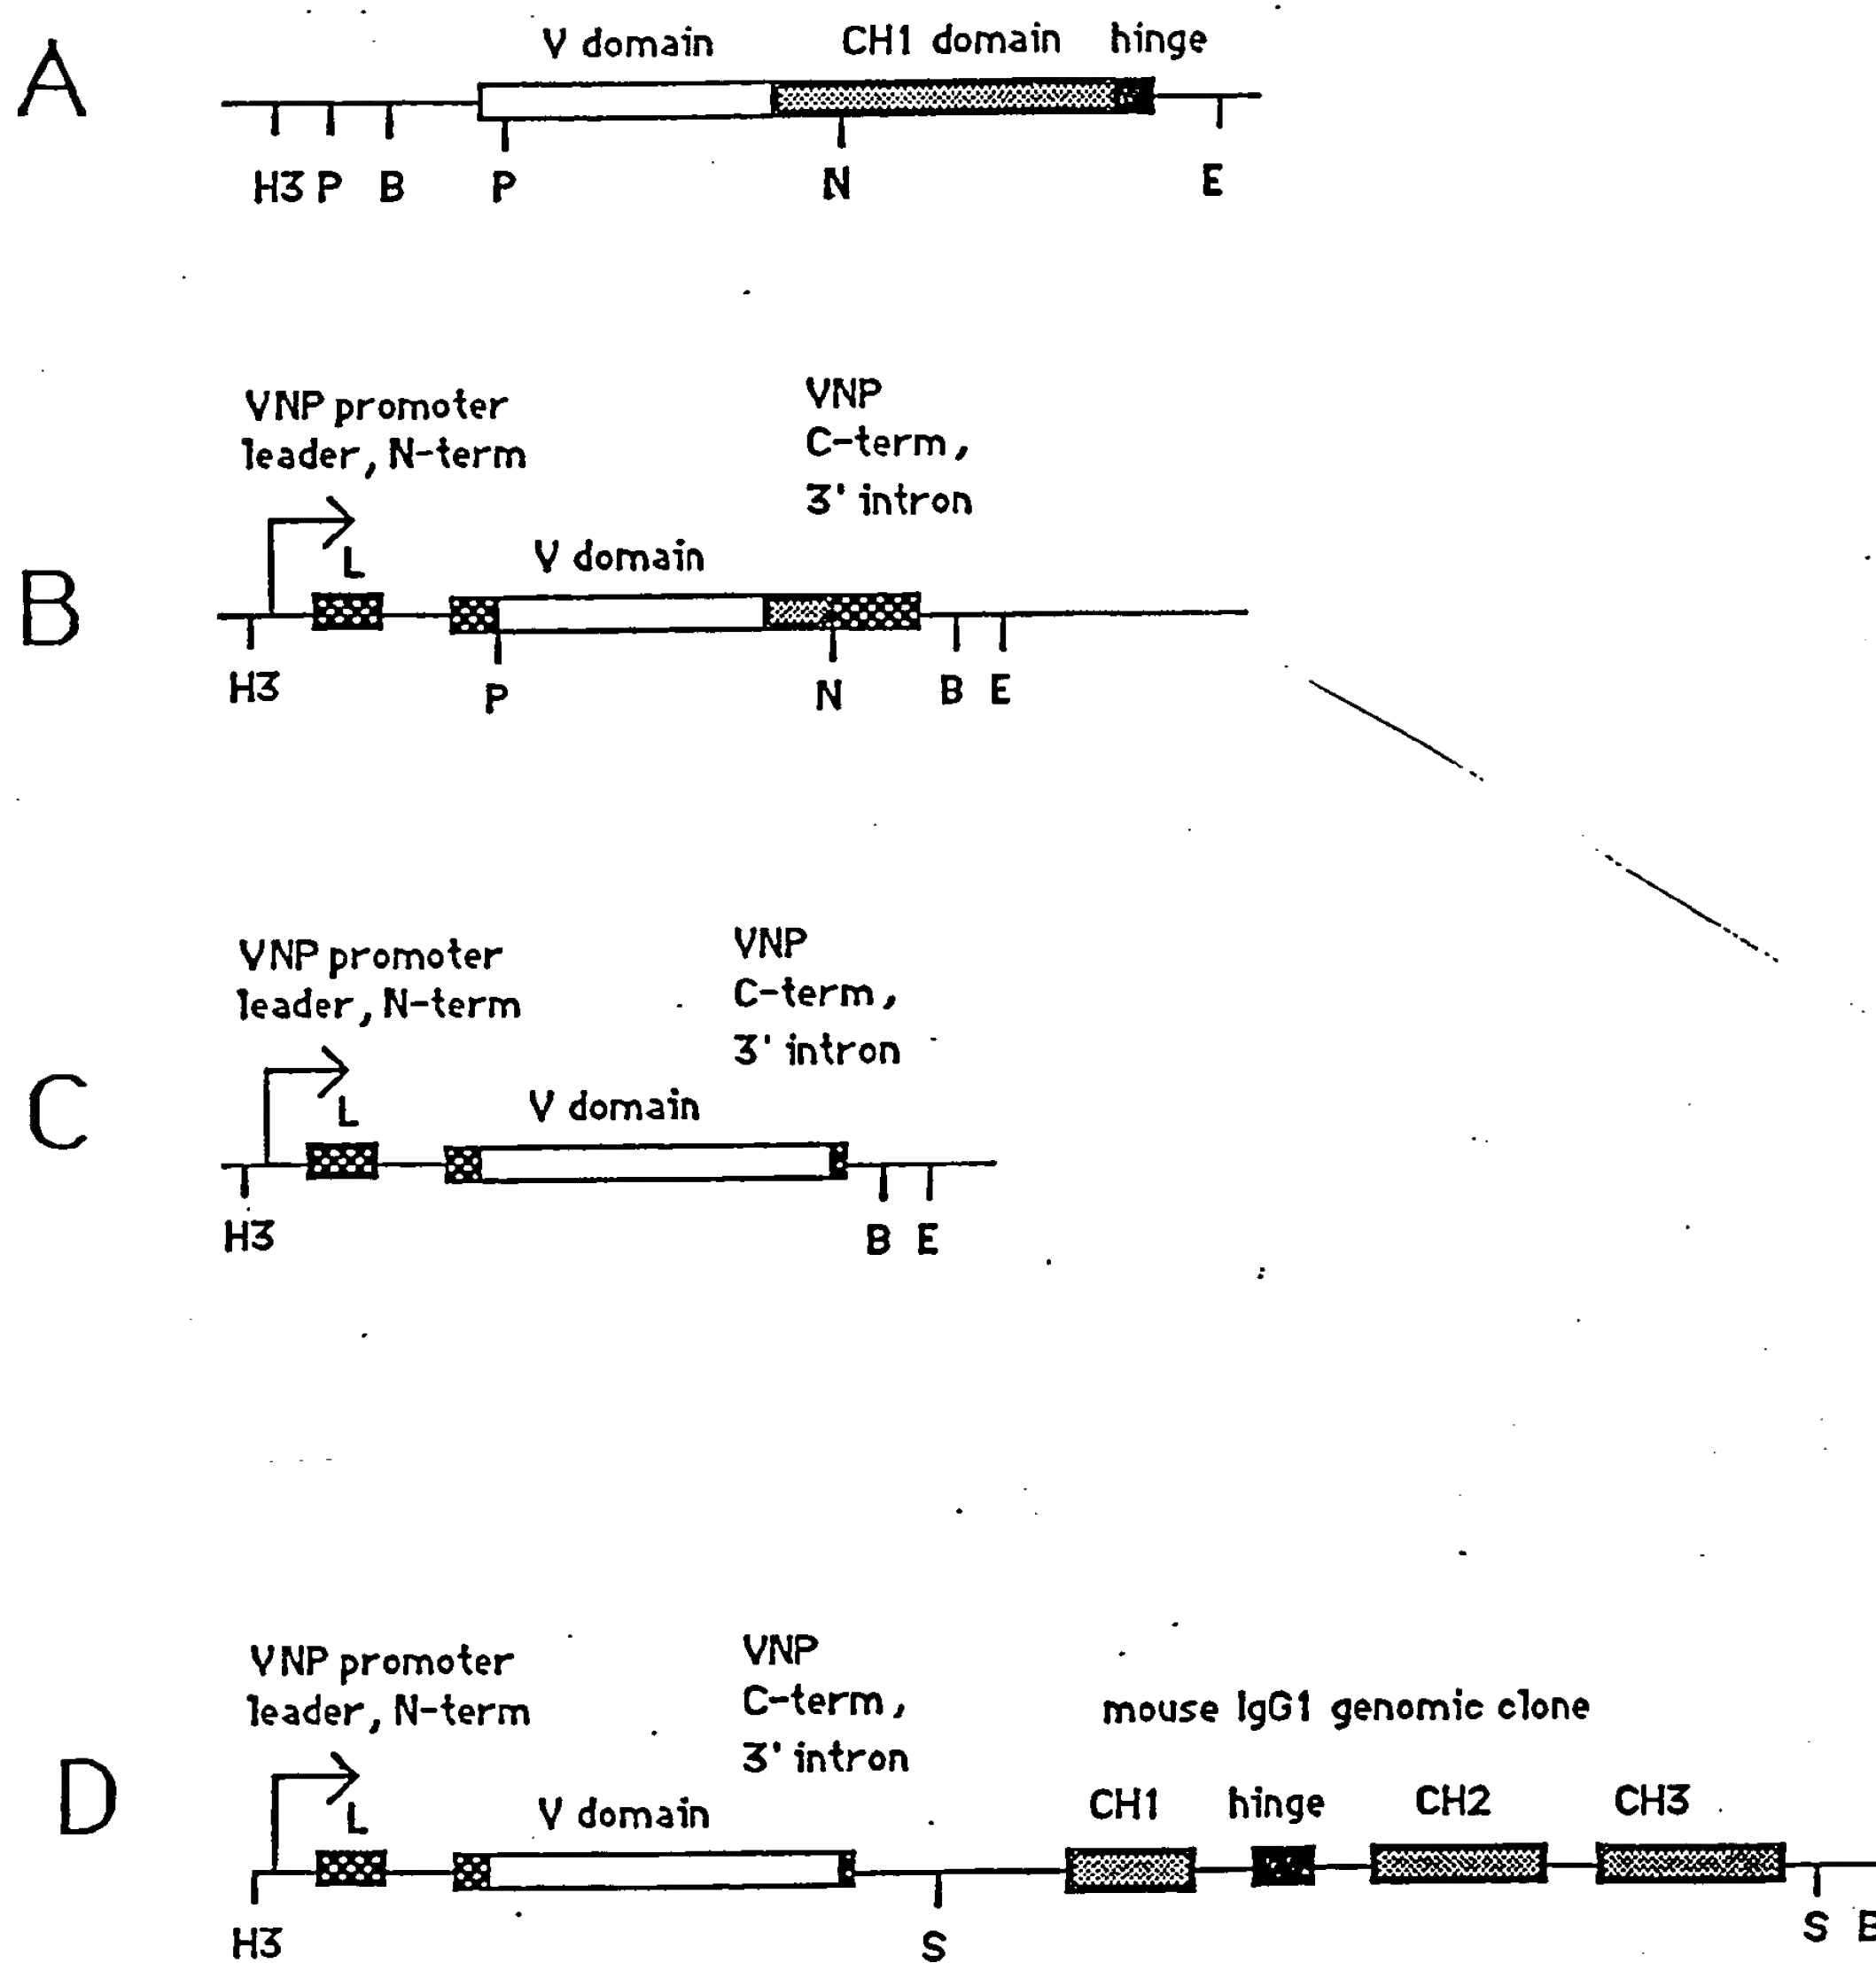 A
V domain CH1 domain hinge
H3 P B P N E
VNP promoter
leader, N-term
VNP
C-term,
3' intron
L
V domain
B
H3 P N B E
VNP promoter
leader, N-term
VNP
C-term,
3' intron
L
V domain
C
H3 B E
VNP promoter
leader, N-term
VNP
C-term,
3' intron
mouse IgG1 genomic clone
L
V domain
CH1 hinge CH2 CH3
D
H3 S S B